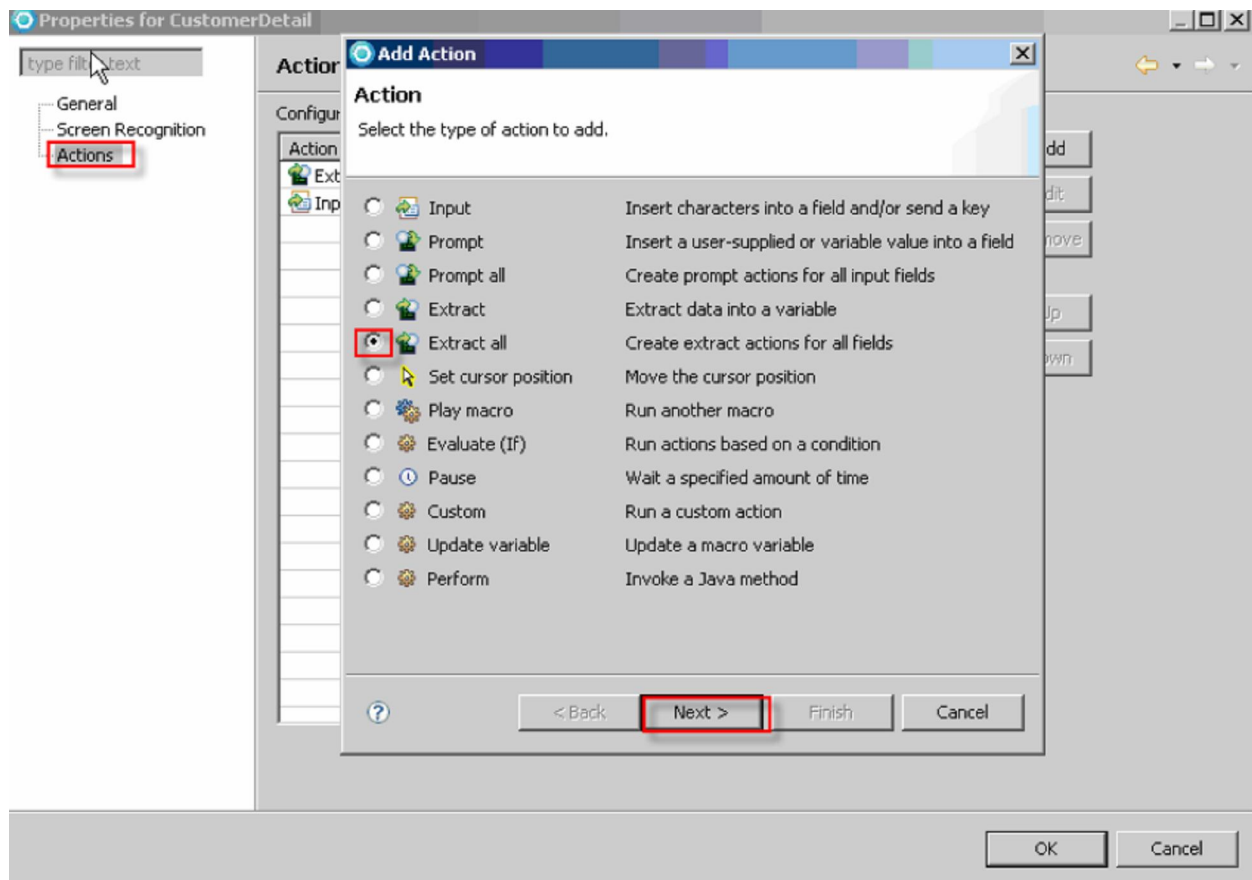 Properties for CustomerDetail
type filter text
General
Screen Recognition
Actions
Action
Configur
Action
Ext
Inp
Add Action
Action
Select the type of action to add.
Input Insert characters into a field and/or send a key
Prompt Insert a user-supplied or variable value into a field
Prompt all Create prompt actions for all input fields
Extract Extract data into a variable
Extract all Create extract actions for all fields
Set cursor position Move the cursor position
Play macro Run another macro
Evaluate (If) Run actions based on a condition
Pause Wait a specified amount of time
Custom Run a custom action
Update variable Update a macro variable
Perform Invoke a Java method
? < Back Next > Finish Cancel
dd
dit
nove
Up
own
OK Cancel